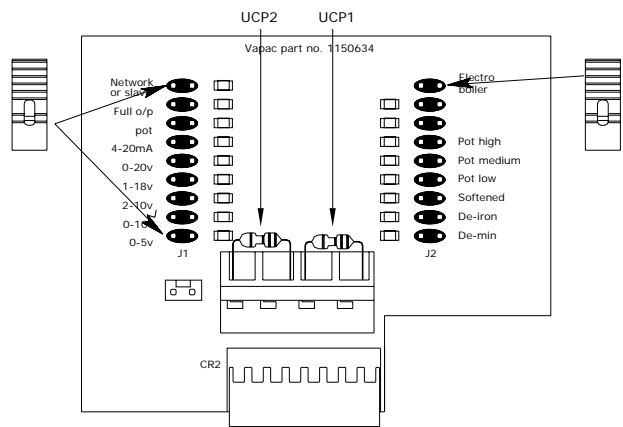 UCP2 UCP1
Vapac part no. 1150634
Network
or slave
Full o/p
pot
4-20mA
0-20v
1-18v
2-10v
0-10v
0-5v
J1
Electro
boiler
Pot high
Pot medium
Pot low
Softened
De-iron
De-min
J2
CR2